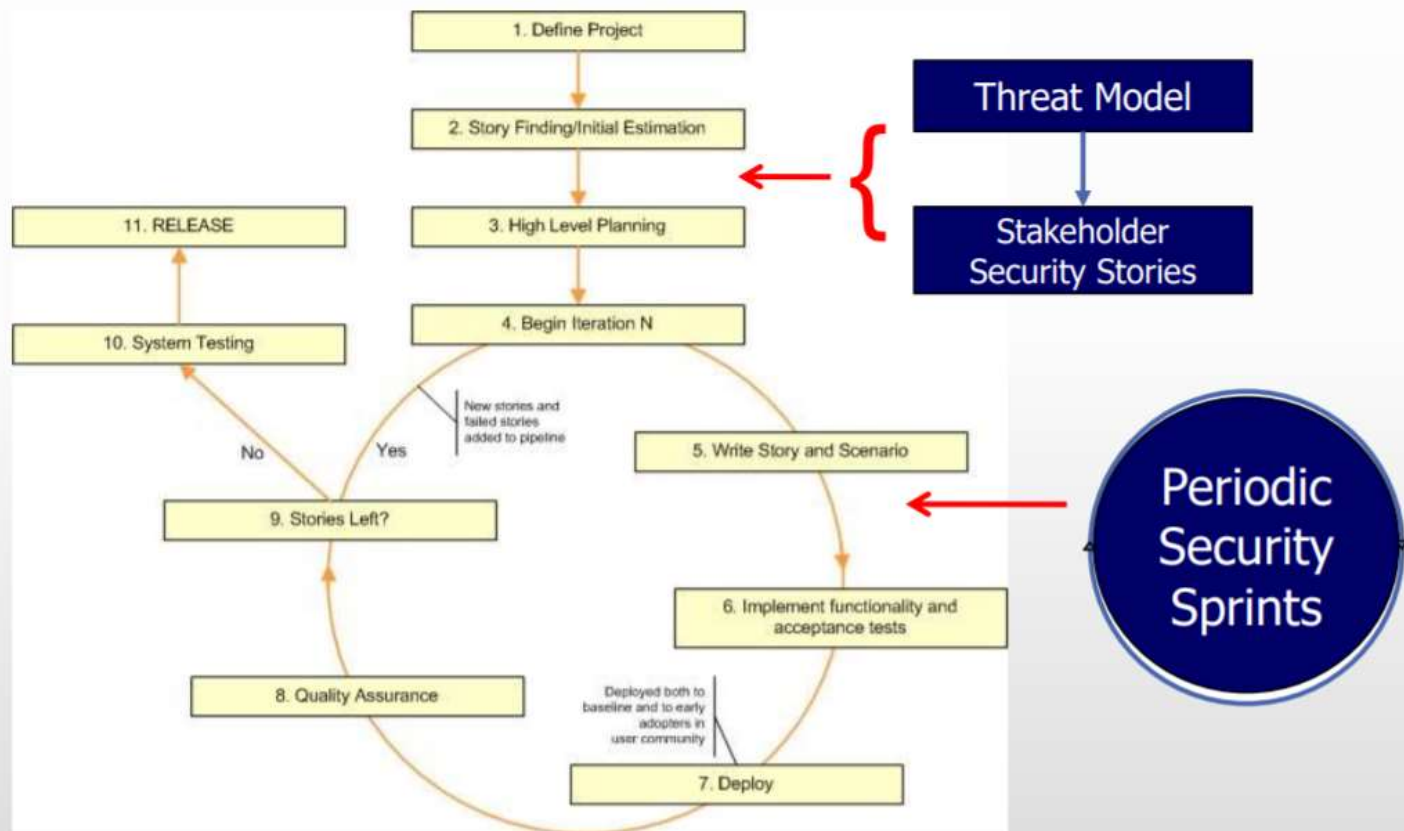 1. Define Project
2. Story Finding/Initial Estimation
3. High Level Planning
4. Begin Iteration N
New stories and
failed stories
added to pipeline
5. Write Story and Scenario
6. Implement functionality and
acceptance tests
Deployed both to
baseline and to early
adopters in
user community
7. Deploy
8. Quality Assurance
9. Stories Left?
Yes
No
10. System Testing
11. RELEASE
Threat Model
Stakeholder
Security Stories
Periodic
Security
Sprints